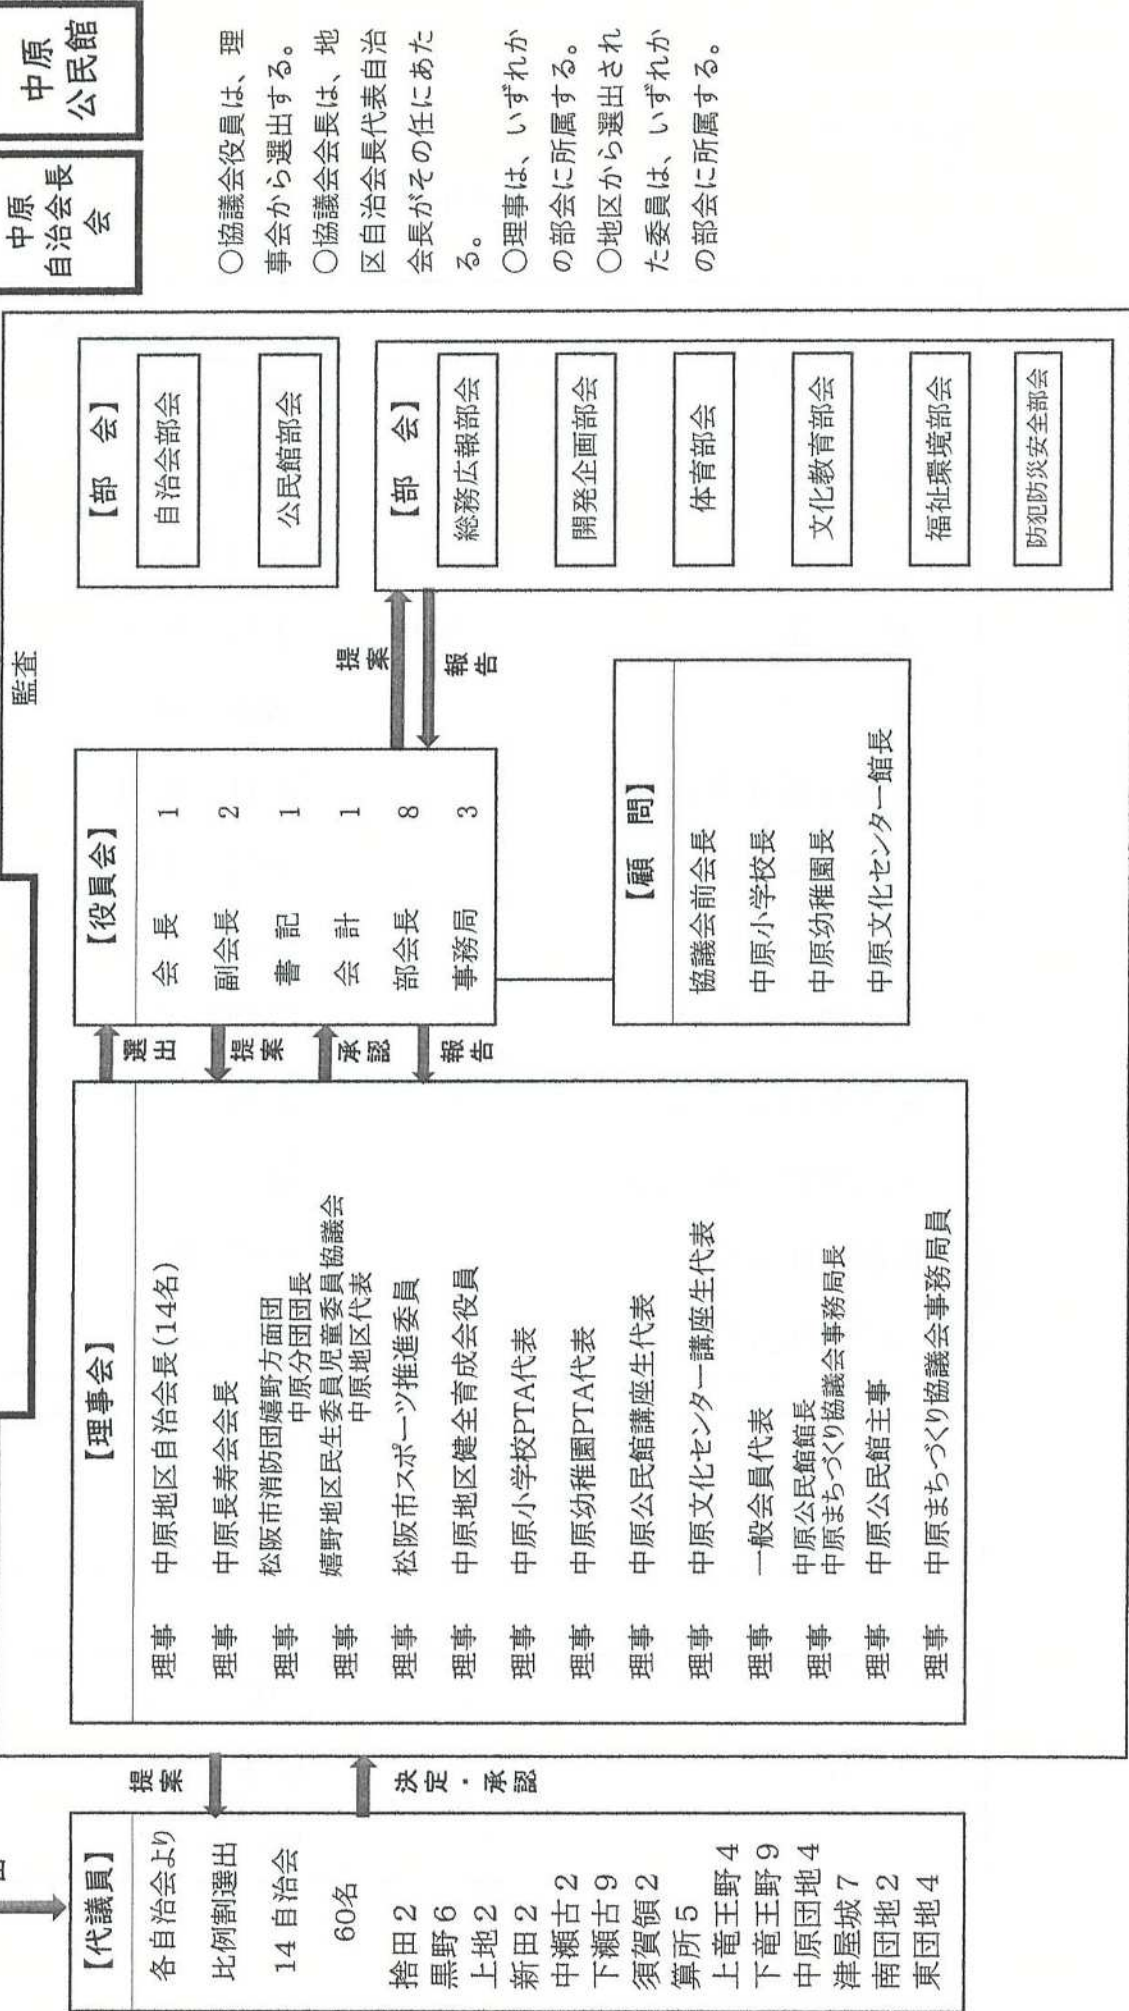 中原
自治会長
会
中原
公民館
監査
【代議員】
各自治会より
比例割選出
14 自治会
60名
捨田２
黒野６
上地２
新田２
中瀬古２
下瀬古９
須賀領２
算所５
上竜王野４
下竜王野９
中原団地４
津屋城７
南団地２
東団地４
提案
決定・承認
【理事会】
理事 中原地区自治会長(14名)
理事 中原長寿会会長
理事 松阪市消防団嬉野方面団
中原分団団長
理事 嬉野地区民生委員児童委員協議会
中原地区代表
理事 松阪市スポーツ推進委員
理事 中原地区健全育成会役員
理事 中原小学校PTA代表
理事 中原幼稚園PTA代表
理事 中原公民館講座生代表
理事 中原文化センター講座生代表
理事 一般会員代表
理事 中原公民館館長
中原まちづくり協議会事務局長
理事 中原公民館主事
理事 中原まちづくり協議会事務局員
選出
提案
承認
報告
【役員会】
会 長 1
副会長 2
書 記 1
会 計 1
部会長 8
事務局 3
【顧 問】
協議会前会長
中原小学校長
中原幼稚園長
中原文化センター館長
提案
報告
【部 会】
自治会部会
公民館部会
【部 会】
総務広報部会
開発企画部会
体育部会
文化教育部会
福祉環境部会
防犯防災安全部会
○協議会役員は、理
事会から選出する。
○協議会会長は、地
区自治会長代表自治
会長がその任にあた
る。
○理事は、いずれか
の部会に所属する。
○地区から選出され
た委員は、いずれか
の部会に所属する。